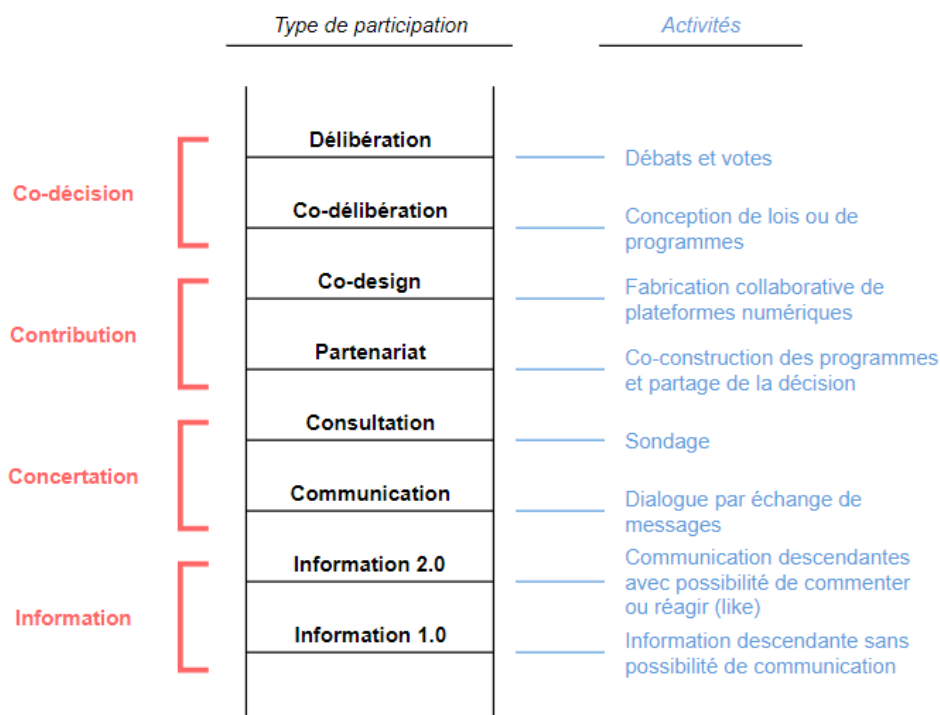 Type de participation
Activités
Délibération
Débats et votes
Co-décision
Co-délibération
Conception de lois ou de
programmes
Co-design
Fabrication collaborative de
plateformes numériques
Contribution
Partenariat
Co-construction des programmes
et partage de la décision
Consultation
Sondage
Concertation
Communication
Dialogue par échange de
messages
Information 2.0
Communication descendantes
avec possibilité de commenter
ou réagir (like)
Information
Information 1.0
Information descendante sans
possibilité de communication